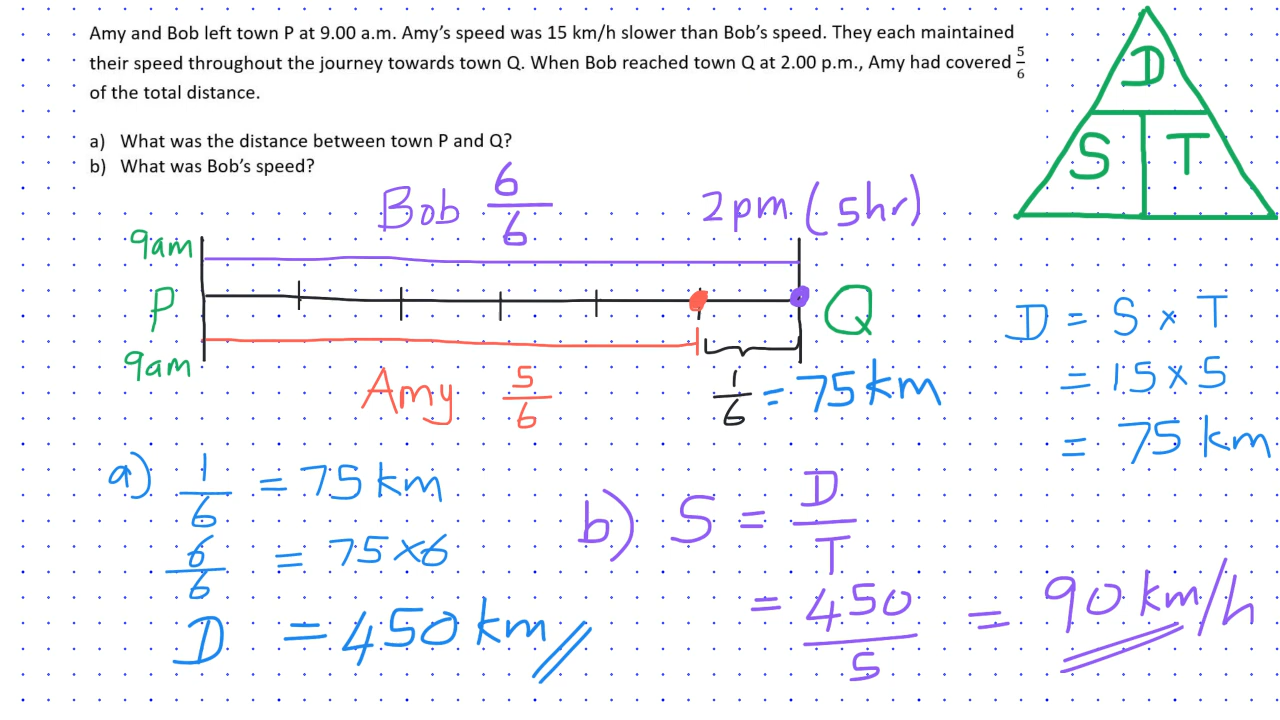 Amy and Bob left town P at 9.00 a.m. Amy's speed was 15 km/h slower than Bob's speed. They each maintained
their speed throughout the journey towards town Q. When Bob reached town Q at 2.00 p.m., Amy had covered 5/6
of the total distance.
a) What was the distance between town P and Q?
b) What was Bob's speed?
D
S T
Bob 6/6
2pm (5hr)
9am
P
Q
9am
Amy 5/6
1/6 = 75 km
D = S × T
= 15 × 5
= 75 km
a) 1/6 = 75 km
6/6 = 75 × 6
D = 450 km
b) S = D/T
= 450/5 = 90 km/h